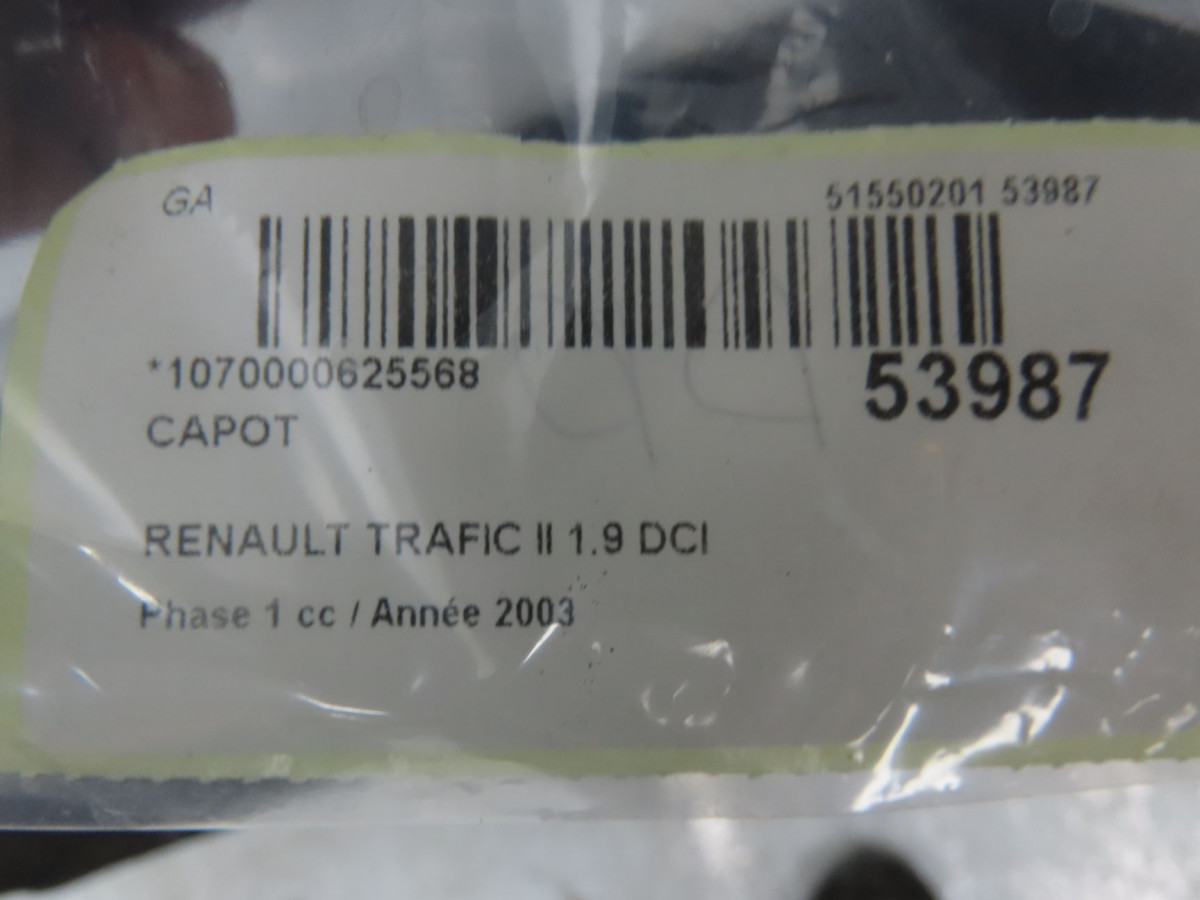 GA 51550201 53987
*1070000625568 53987
CAPOT
RENAULT TRAFIC II 1.9 DCI
Phase 1 cc / Année 2003